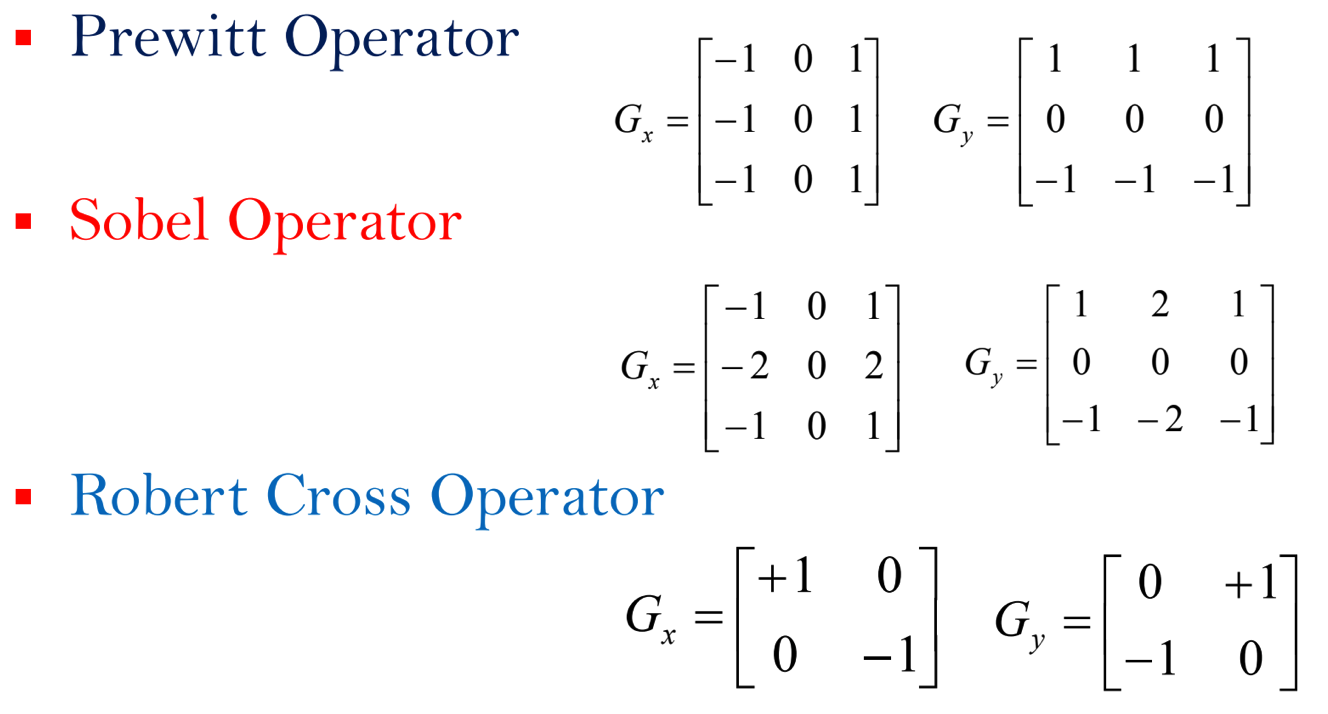 ▪ Prewitt Operator
G_x = [−1 0 1; −1 0 1; −1 0 1] G_y = [1 1 1; 0 0 0; −1 −1 −1]
▪ Sobel Operator
G_x = [−1 0 1; −2 0 2; −1 0 1] G_y = [1 2 1; 0 0 0; −1 −2 −1]
▪ Robert Cross Operator
G_x = [+1 0; 0 −1] G_y = [0 +1; −1 0]